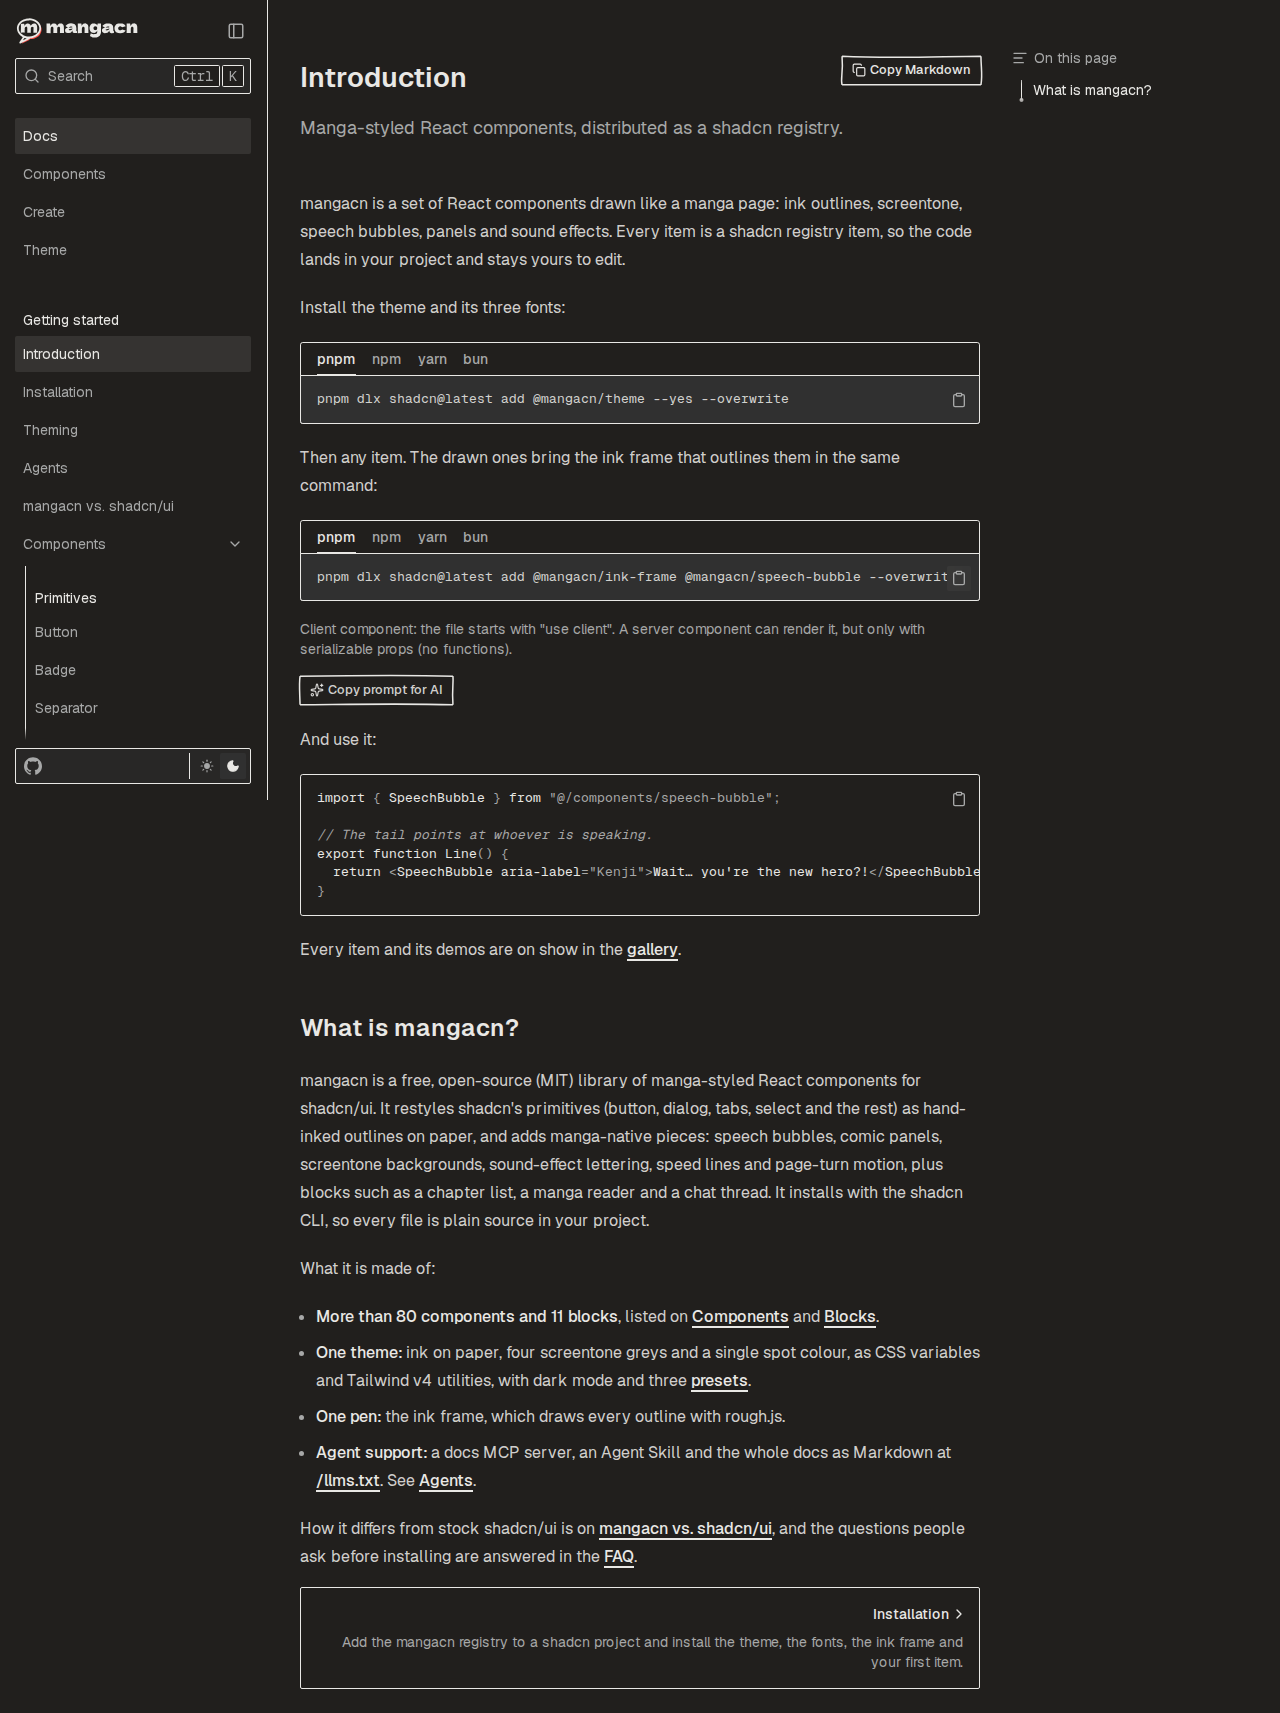 mangacn
Search Ctrl K
Docs
Components
Create
Theme
Getting started
Introduction
Installation
Theming
Agents
mangacn vs. shadcn/ui
Components
Primitives
Button
Badge
Separator
Introduction
Copy Markdown
Manga-styled React components, distributed as a shadcn registry.
mangacn is a set of React components drawn like a manga page: ink outlines, screentone,
speech bubbles, panels and sound effects. Every item is a shadcn registry item, so the code
lands in your project and stays yours to edit.
Install the theme and its three fonts:
pnpm npm yarn bun
pnpm dlx shadcn@latest add @mangacn/theme --yes --overwrite
Then any item. The drawn ones bring the ink frame that outlines them in the same
command:
pnpm npm yarn bun
pnpm dlx shadcn@latest add @mangacn/ink-frame @mangacn/speech-bubble --overwrit
Client component: the file starts with "use client". A server component can render it, but only with
serializable props (no functions).
Copy prompt for AI
And use it:
import { SpeechBubble } from "@/components/speech-bubble";
// The tail points at whoever is speaking.
export function Line() {
return <SpeechBubble aria-label="Kenji">Wait… you're the new hero?!</SpeechBubble
}
Every item and its demos are on show in the gallery.
What is mangacn?
mangacn is a free, open-source (MIT) library of manga-styled React components for
shadcn/ui. It restyles shadcn's primitives (button, dialog, tabs, select and the rest) as hand-
inked outlines on paper, and adds manga-native pieces: speech bubbles, comic panels,
screentone backgrounds, sound-effect lettering, speed lines and page-turn motion, plus
blocks such as a chapter list, a manga reader and a chat thread. It installs with the shadcn
CLI, so every file is plain source in your project.
What it is made of:
More than 80 components and 11 blocks, listed on Components and Blocks.
One theme: ink on paper, four screentone greys and a single spot colour, as CSS variables
and Tailwind v4 utilities, with dark mode and three presets.
One pen: the ink frame, which draws every outline with rough.js.
Agent support: a docs MCP server, an Agent Skill and the whole docs as Markdown at
/llms.txt. See Agents.
How it differs from stock shadcn/ui is on mangacn vs. shadcn/ui, and the questions people
ask before installing are answered in the FAQ.
Installation
Add the mangacn registry to a shadcn project and install the theme, the fonts, the ink frame and
your first item.
On this page
What is mangacn?